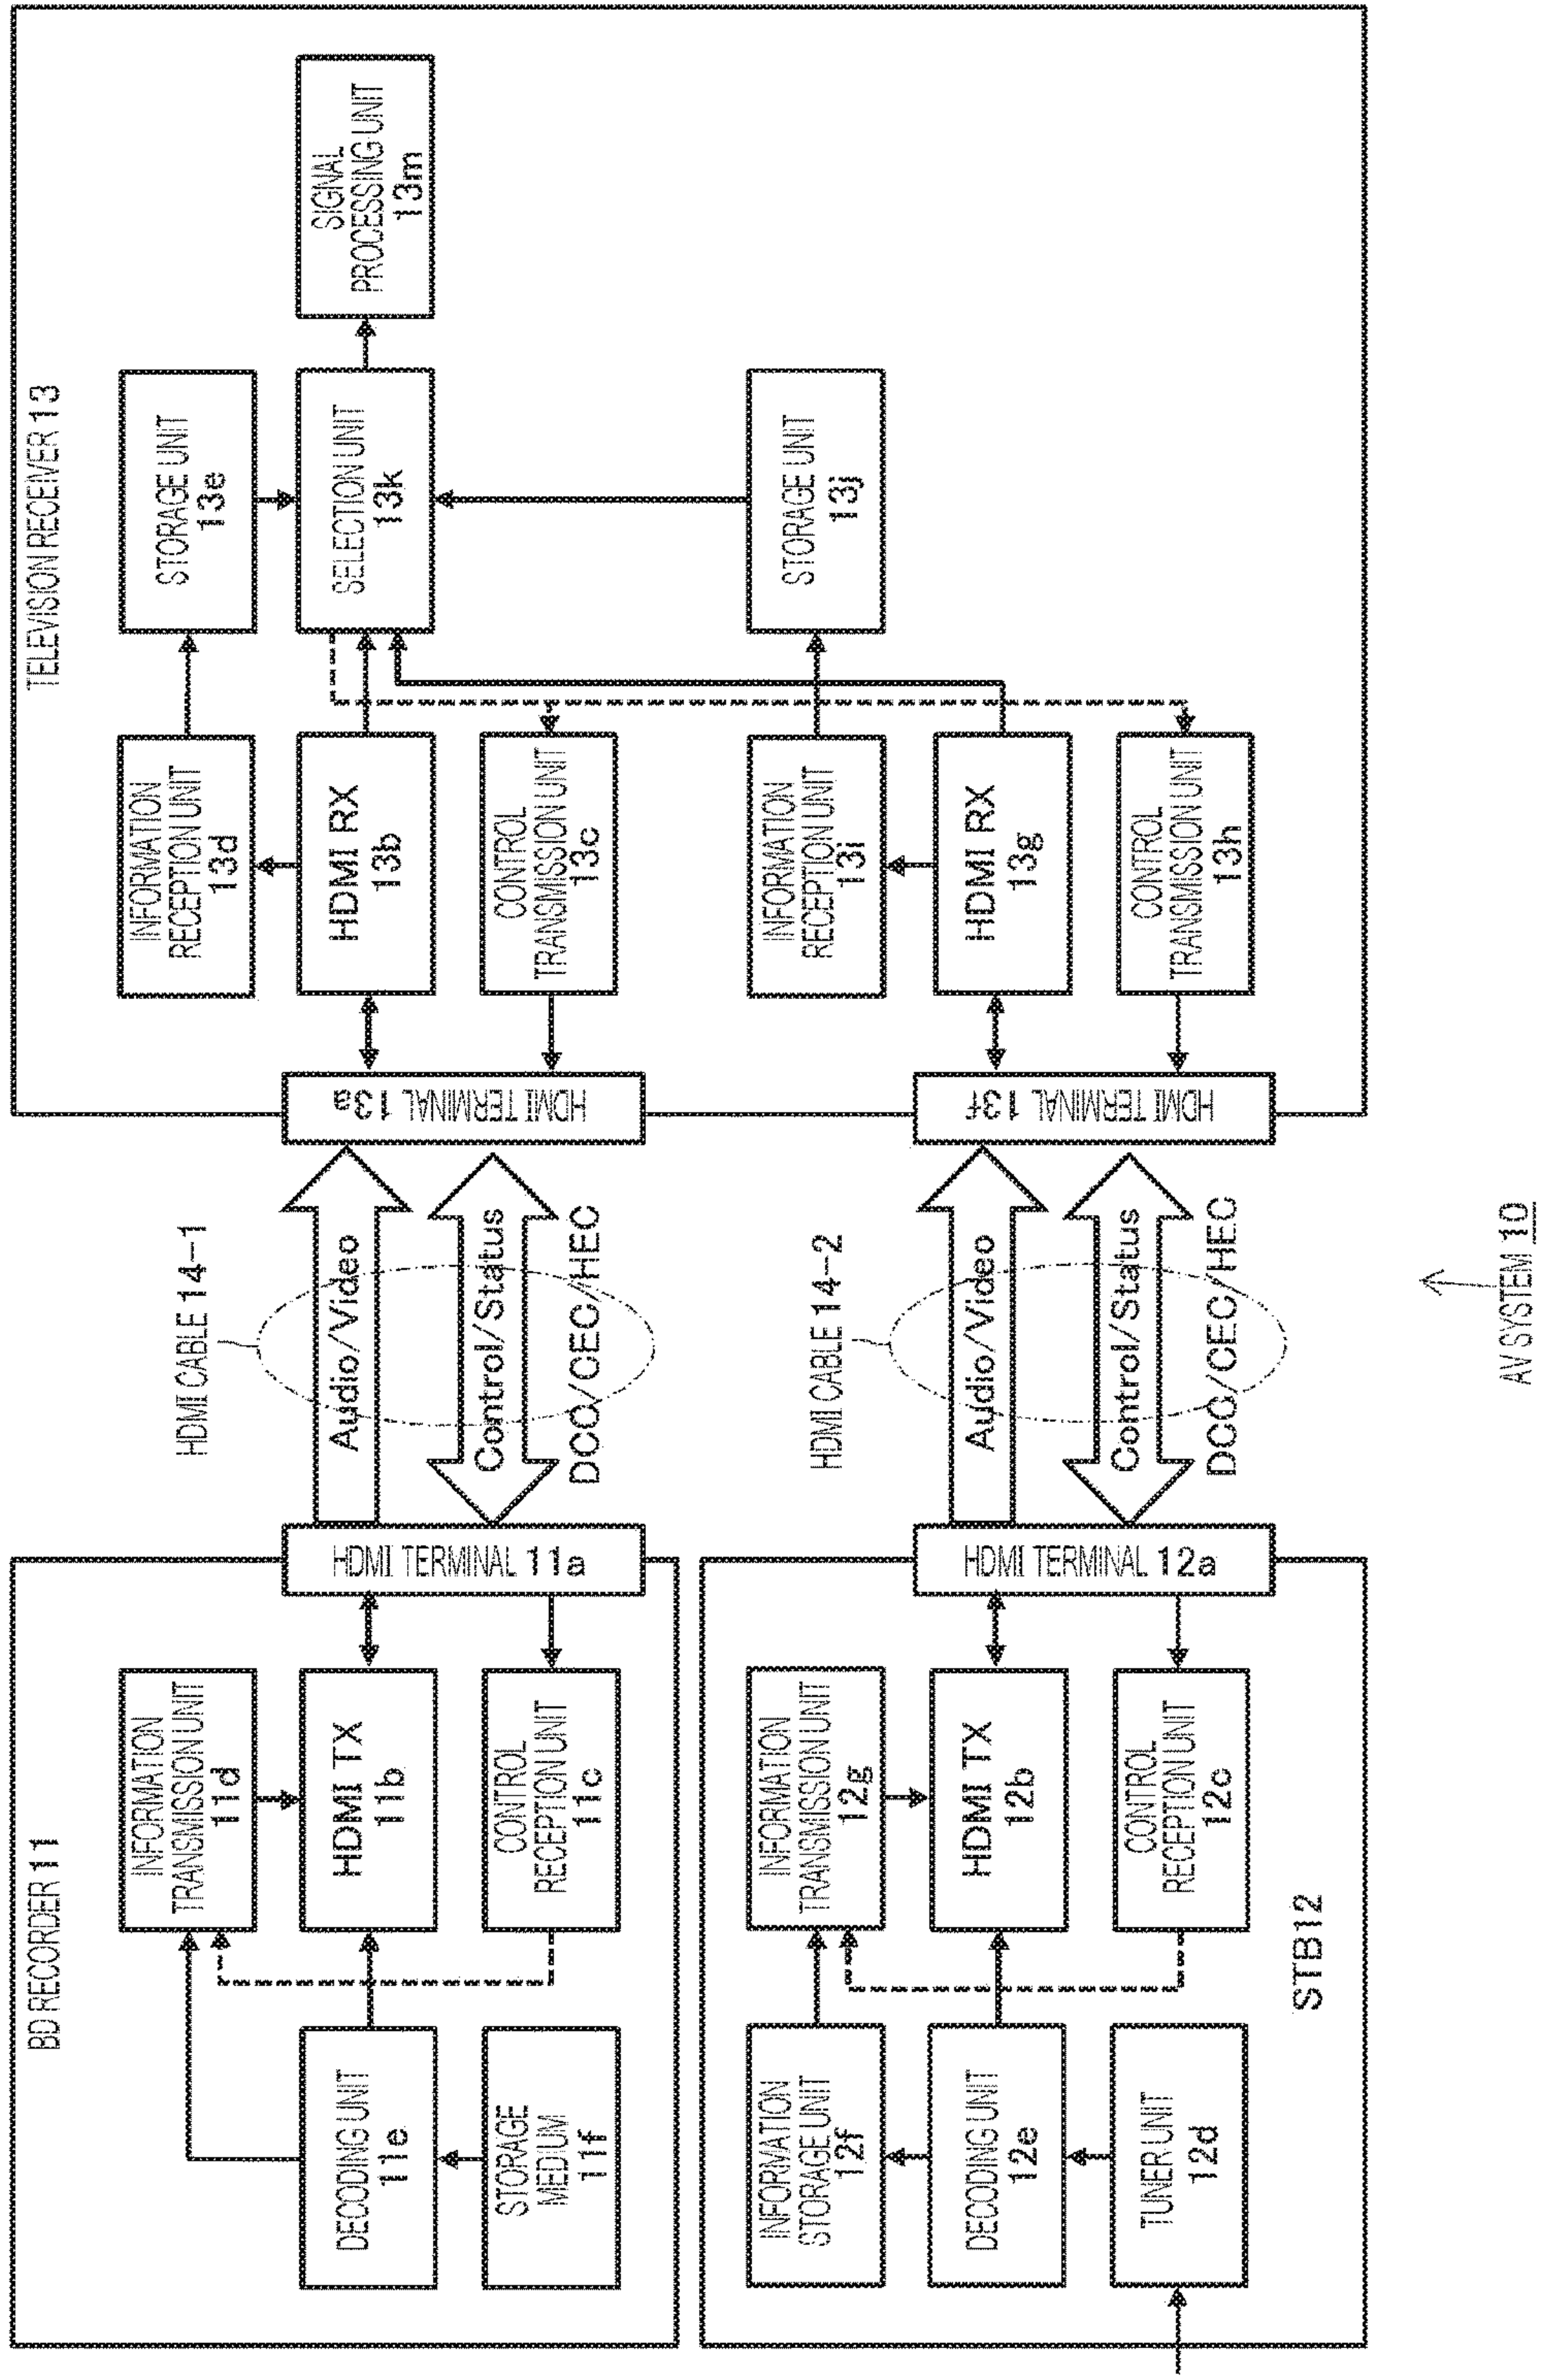 BD RECORDER 11
INFORMATION
TRANSMISSION UNIT
11d
HDMI TX
11b
CONTROL
RECEPTION UNIT
11c
DECODING UNIT
11e
STORAGE
MEDIUM
11f
HDMI TERMINAL 11a
HDMI CABLE 14-1
Audio/Video
Control/Status
DCC/CEC/HEC
STB12
INFORMATION
TRANSMISSION UNIT
12g
HDMI TX
12b
CONTROL
RECEPTION UNIT
12c
INFORMATION
STORAGE UNIT
12f
DECODING UNIT
12e
TUNER UNIT
12d
HDMI TERMINAL 12a
HDMI CABLE 14-2
Audio/Video
Control/Status
DCC/CEC/HEC
TELEVISION RECEIVER 13
HDMI TERMINAL 13a
INFORMATION
RECEPTION UNIT
13d
HDMI RX
13b
CONTROL
TRANSMISSION UNIT
13c
STORAGE UNIT
13e
SELECTION UNIT
13k
SIGNAL
PROCESSING UNIT
13m
HDMI TERMINAL 13f
INFORMATION
RECEPTION UNIT
13i
HDMI RX
13g
CONTROL
TRANSMISSION UNIT
13h
STORAGE UNIT
13j
AV SYSTEM 10